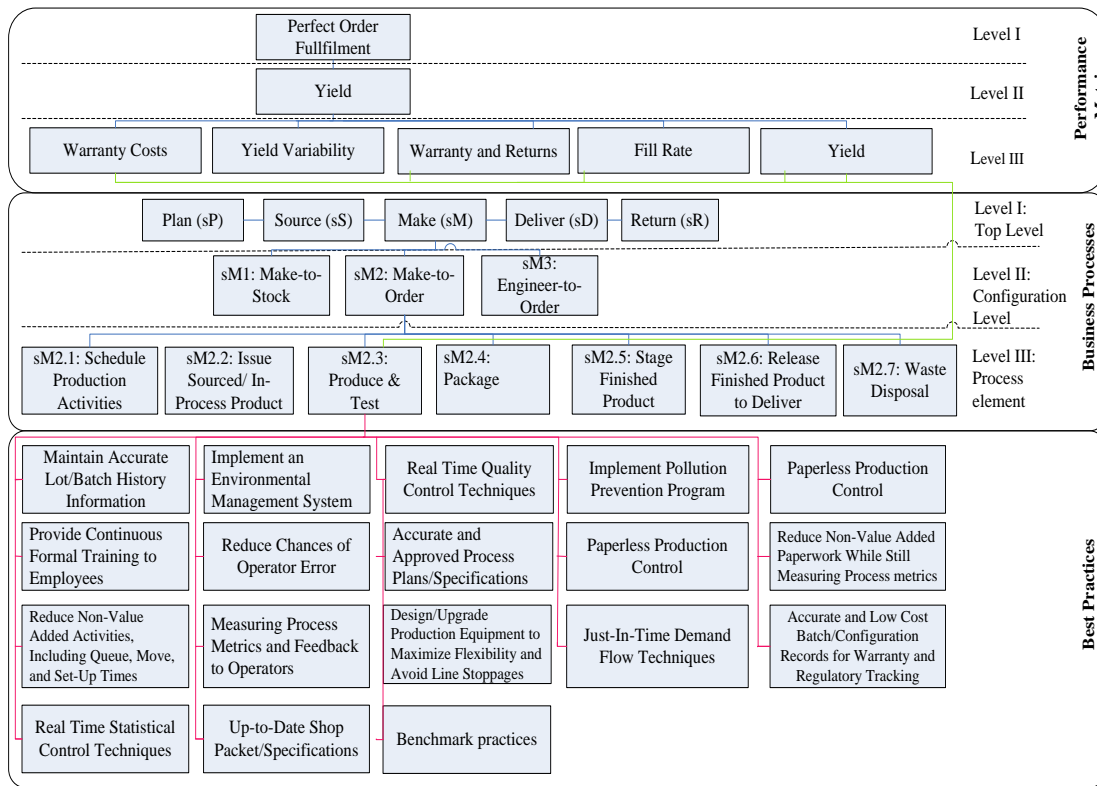 Perfect Order
Fullfilment
Level I
Yield
Level II
Performance
Warranty Costs
Yield Variability
Warranty and Returns
Fill Rate
Yield
Level III
Plan (sP)
Source (sS)
Make (sM)
Deliver (sD)
Return (sR)
Level I:
Top Level
sM1: Make-to-
Stock
sM2: Make-to-
Order
sM3:
Engineer-to-
Order
Level II:
Configuration
Level
Business Processes
sM2.1: Schedule
Production
Activities
sM2.2: Issue
Sourced/ In-
Process Product
sM2.3:
Produce &
Test
sM2.4:
Package
sM2.5: Stage
Finished
Product
sM2.6: Release
Finished Product
to Deliver
sM2.7: Waste
Disposal
Level III:
Process
element
Maintain Accurate
Lot/Batch History
Information
Implement an
Environmental
Management System
Real Time Quality
Control Techniques
Implement Pollution
Prevention Program
Paperless Production
Control
Provide Continuous
Formal Training to
Employees
Reduce Chances of
Operator Error
Accurate and
Approved Process
Plans/Specifications
Paperless Production
Control
Reduce Non-Value Added
Paperwork While Still
Measuring Process metrics
Reduce Non-Value
Added Activities,
Including Queue, Move,
and Set-Up Times
Measuring Process
Metrics and Feedback
to Operators
Design/Upgrade
Production Equipment to
Maximize Flexibility and
Avoid Line Stoppages
Just-In-Time Demand
Flow Techniques
Accurate and Low Cost
Batch/Configuration
Records for Warranty and
Regulatory Tracking
Best Practices
Real Time Statistical
Control Techniques
Up-to-Date Shop
Packet/Specifications
Benchmark practices